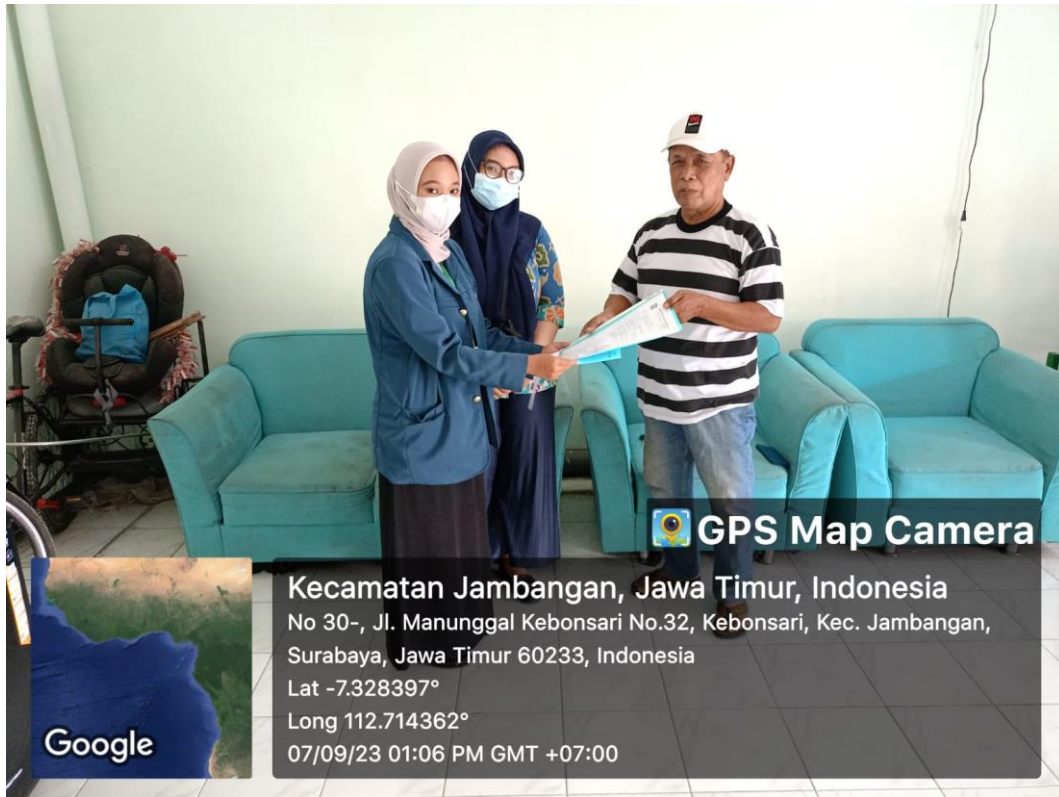 GPS Map Camera
Kecamatan Jambangan, Jawa Timur, Indonesia
No 30-, Jl. Manunggal Kebonsari No.32, Kebonsari, Kec. Jambangan,
Surabaya, Jawa Timur 60233, Indonesia
Lat -7.328397°
Long 112.714362°
07/09/23 01:06 PM GMT +07:00
Google